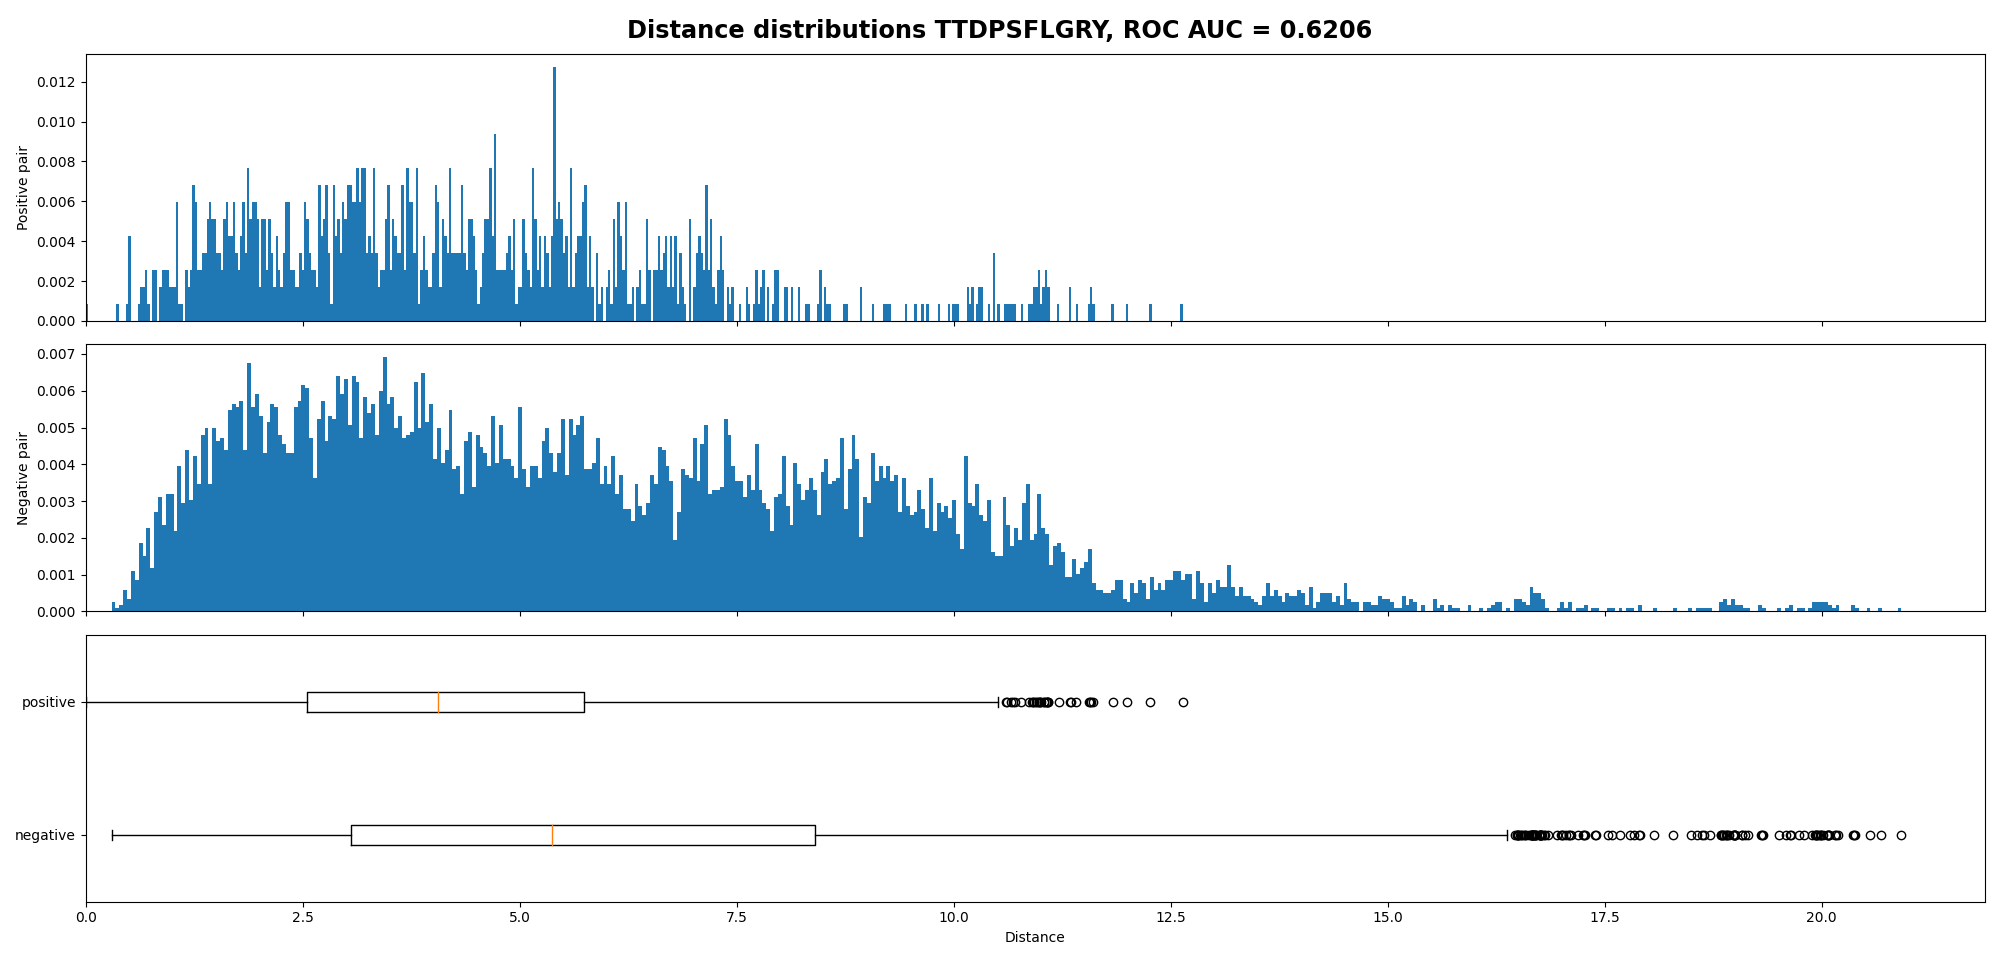 Distance distributions TTDPSFLGRY, ROC AUC = 0.6206
0.012
0.010
0.008
0.006
0.004
0.002
0.000
Positive pair
0.007
0.006
0.005
0.004
0.003
0.002
0.001
0.000
Negative pair
positive
negative
0.0 2.5 5.0 7.5 10.0 12.5 15.0 17.5 20.0
Distance